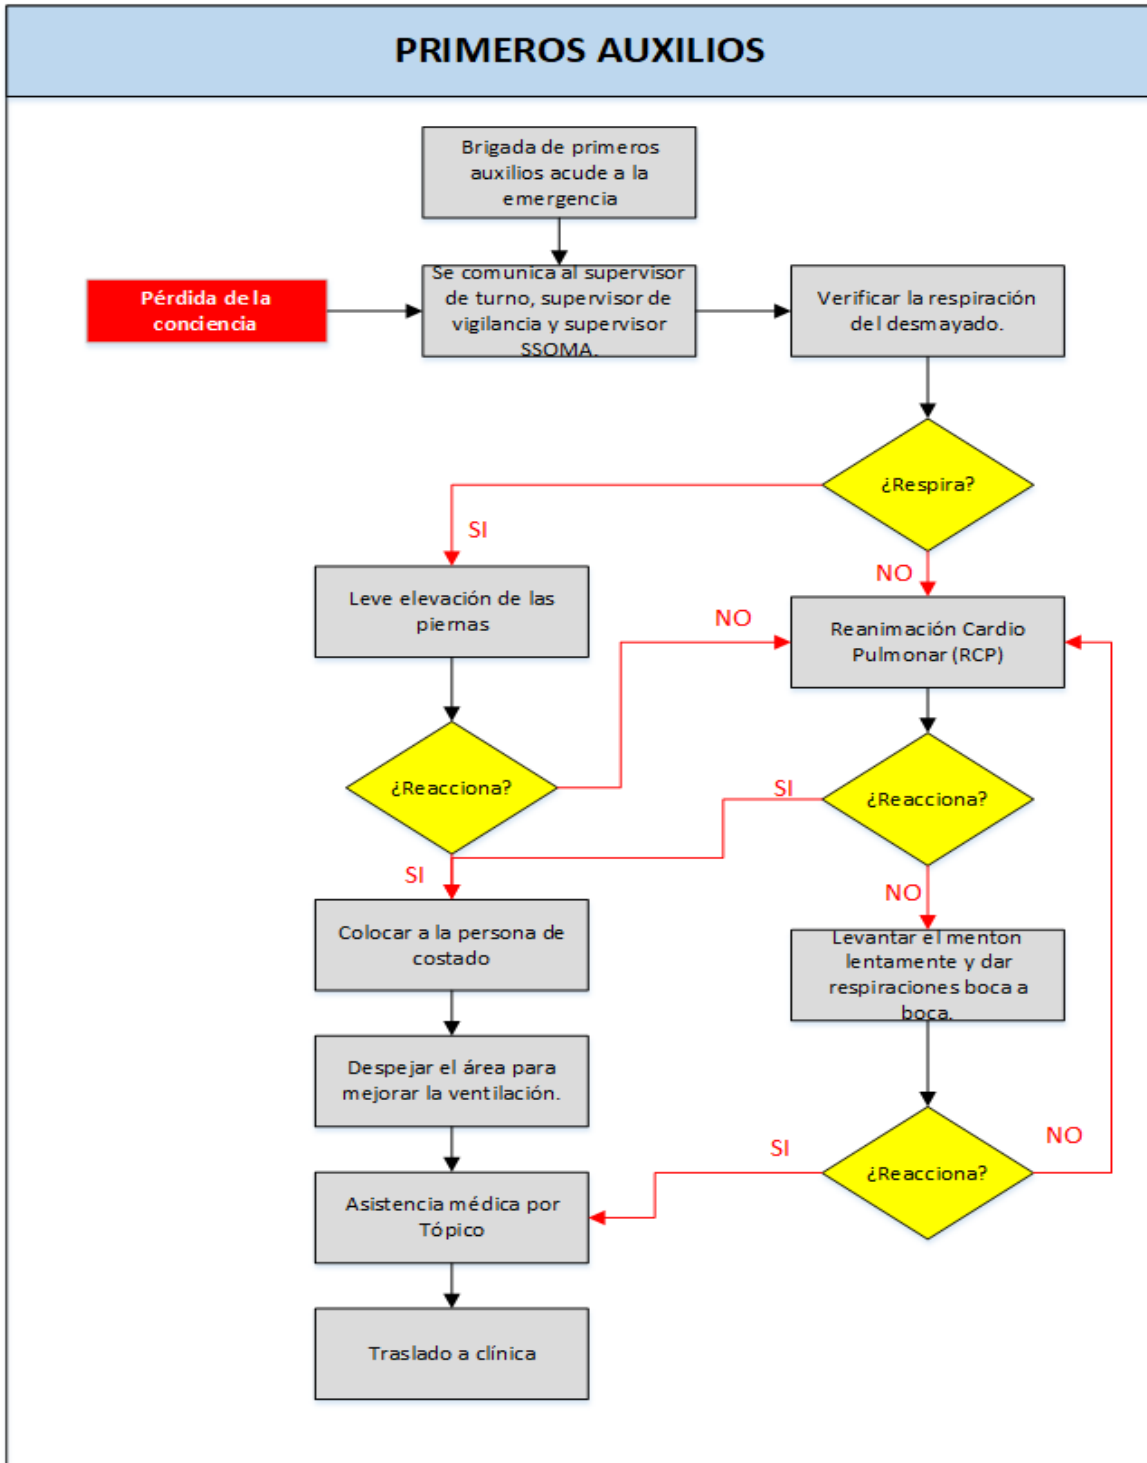 PRIMEROS AUXILIOS
Brigada de primeros
auxilios acude a la
emergencia
Pérdida de la
conciencia
Se comunica al supervisor
de turno, supervisor de
vigilancia y supervisor
SSOMA.
Verificar la respiración
del desmayado.
¿Respira?
SI
NO
Leve elevación de las
piernas
NO
Reanimación Cardio
Pulmonar (RCP)
¿Reacciona?
SI
¿Reacciona?
SI
NO
Colocar a la persona de
costado
Levantar el menton
lentamente y dar
respiraciones boca a
boca.
Despejar el área para
mejorar la ventilación.
SI
¿Reacciona?
NO
Asistencia médica por
Tópico
Traslado a clínica